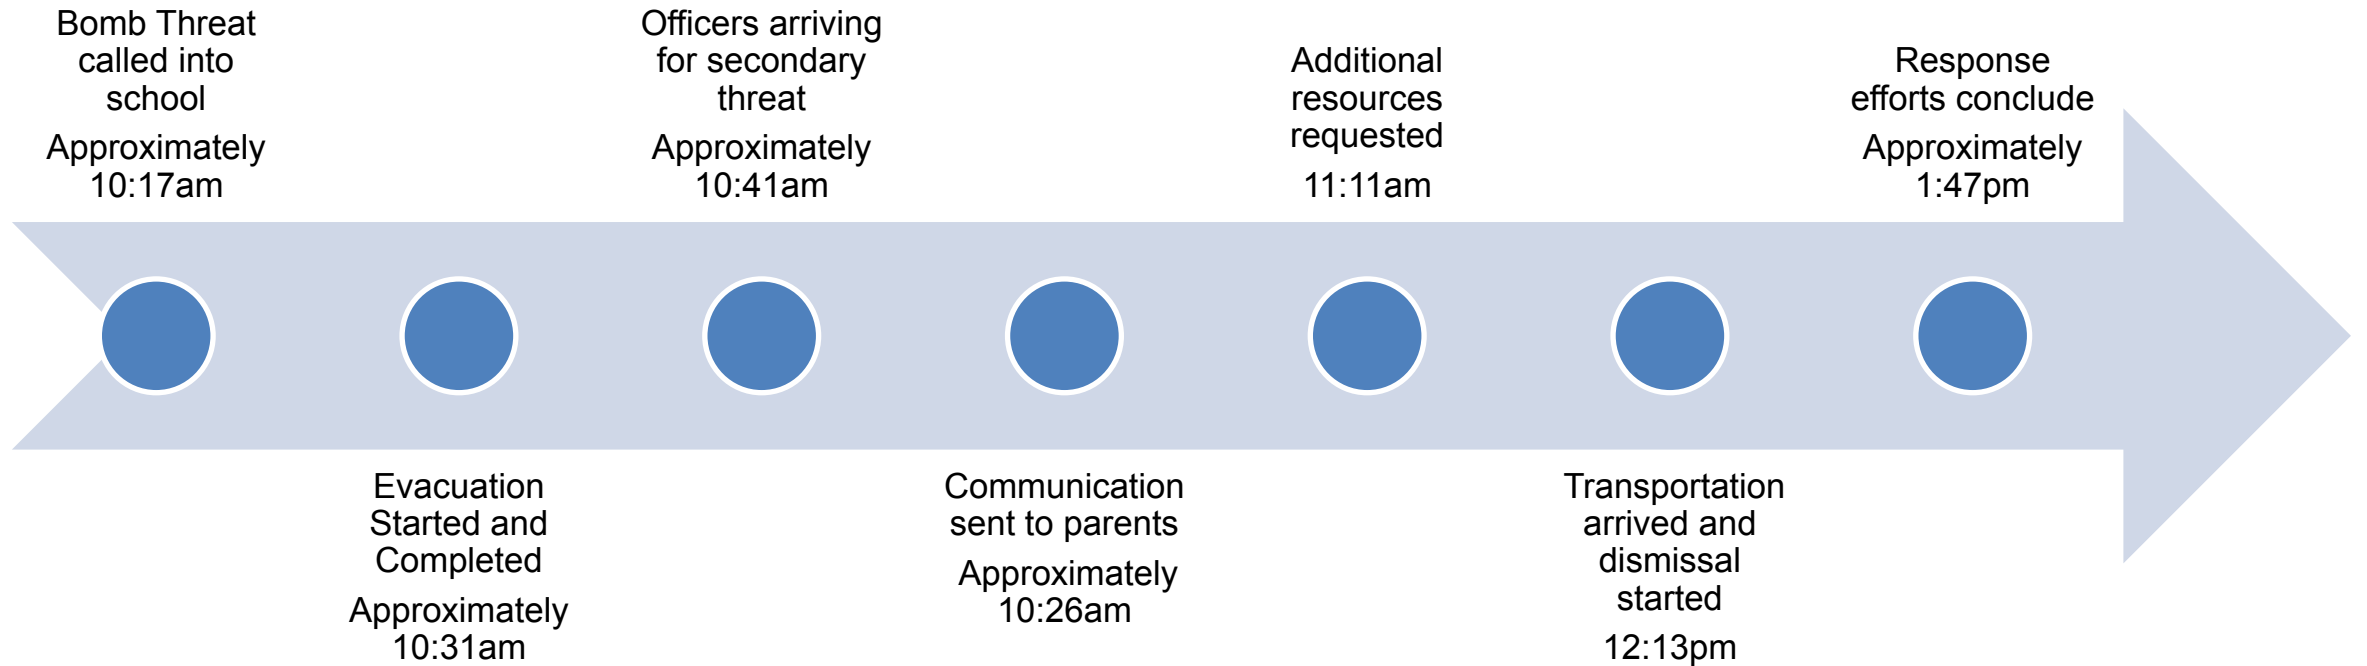 Bomb Threat
called into
school
Approximately
10:17am
Evacuation
Started and
Completed
Approximately
10:31am
Officers arriving
for secondary
threat
Approximately
10:41am
Communication
sent to parents
Approximately
10:26am
Additional
resources
requested
11:11am
Transportation
arrived and
dismissal
started
12:13pm
Response
efforts conclude
Approximately
1:47pm